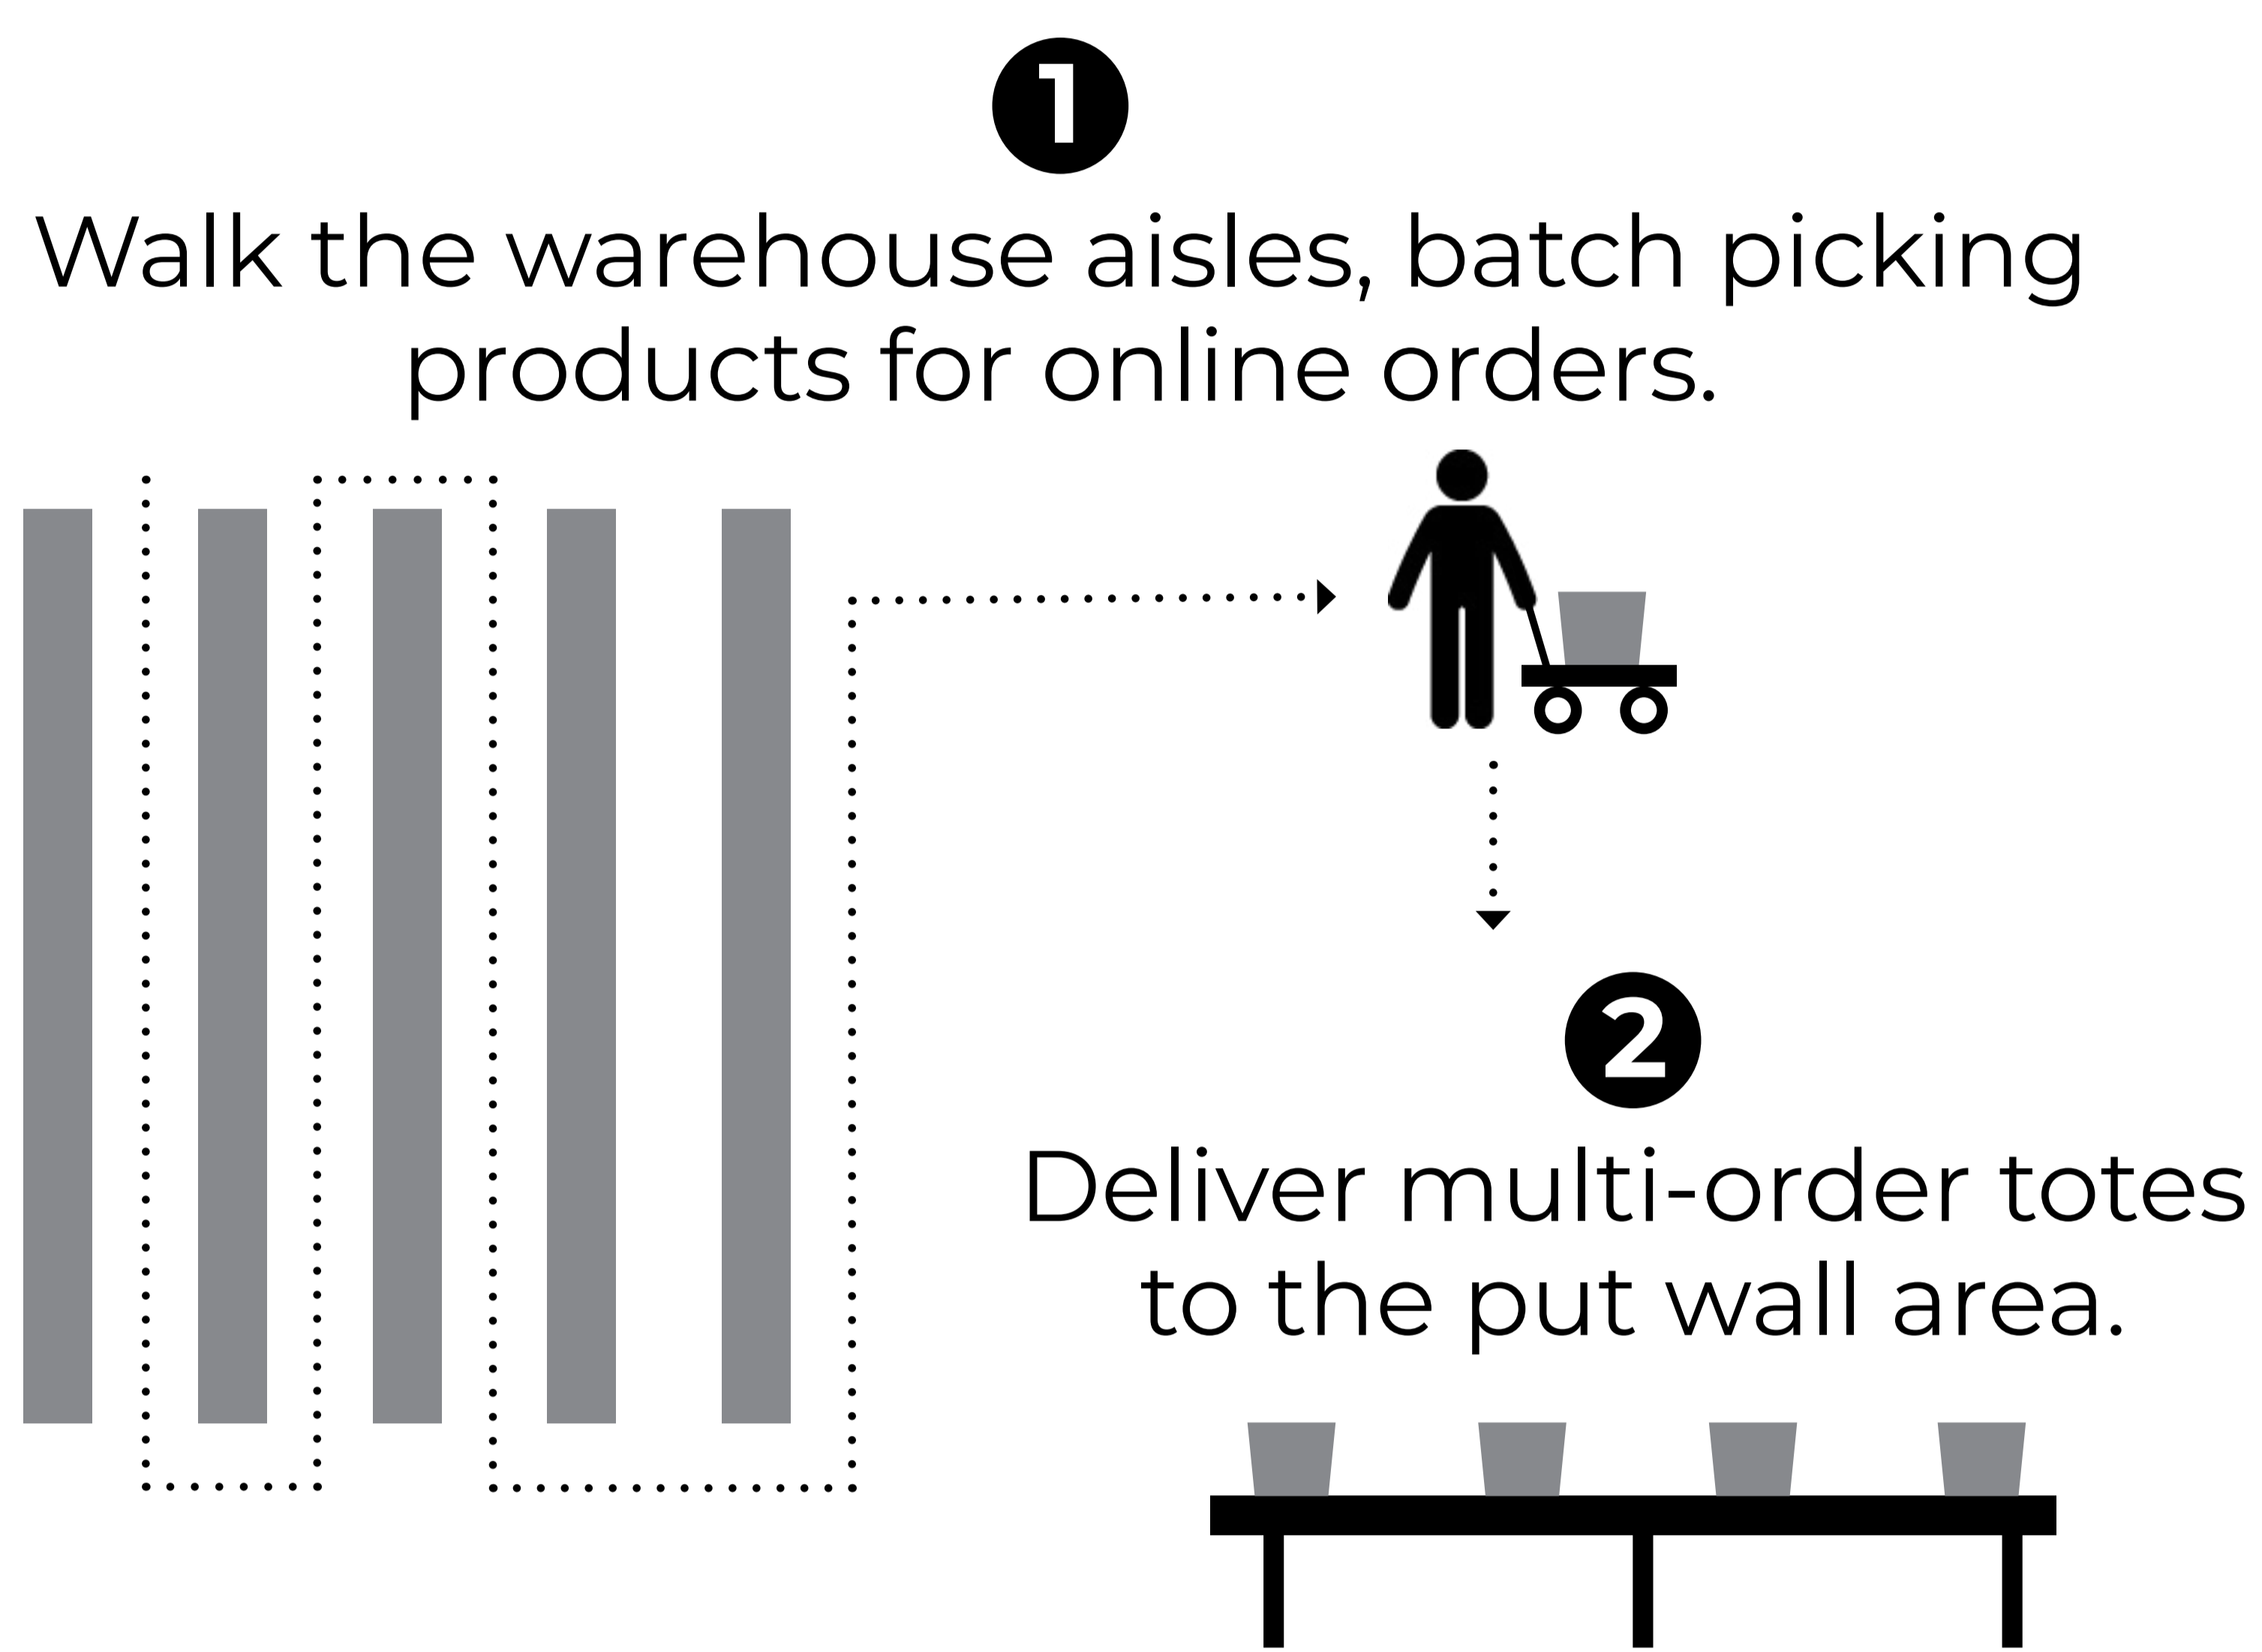 1
Walk the warehouse aisles, batch picking
products for online orders.
2
Deliver multi-order totes
to the put wall area.